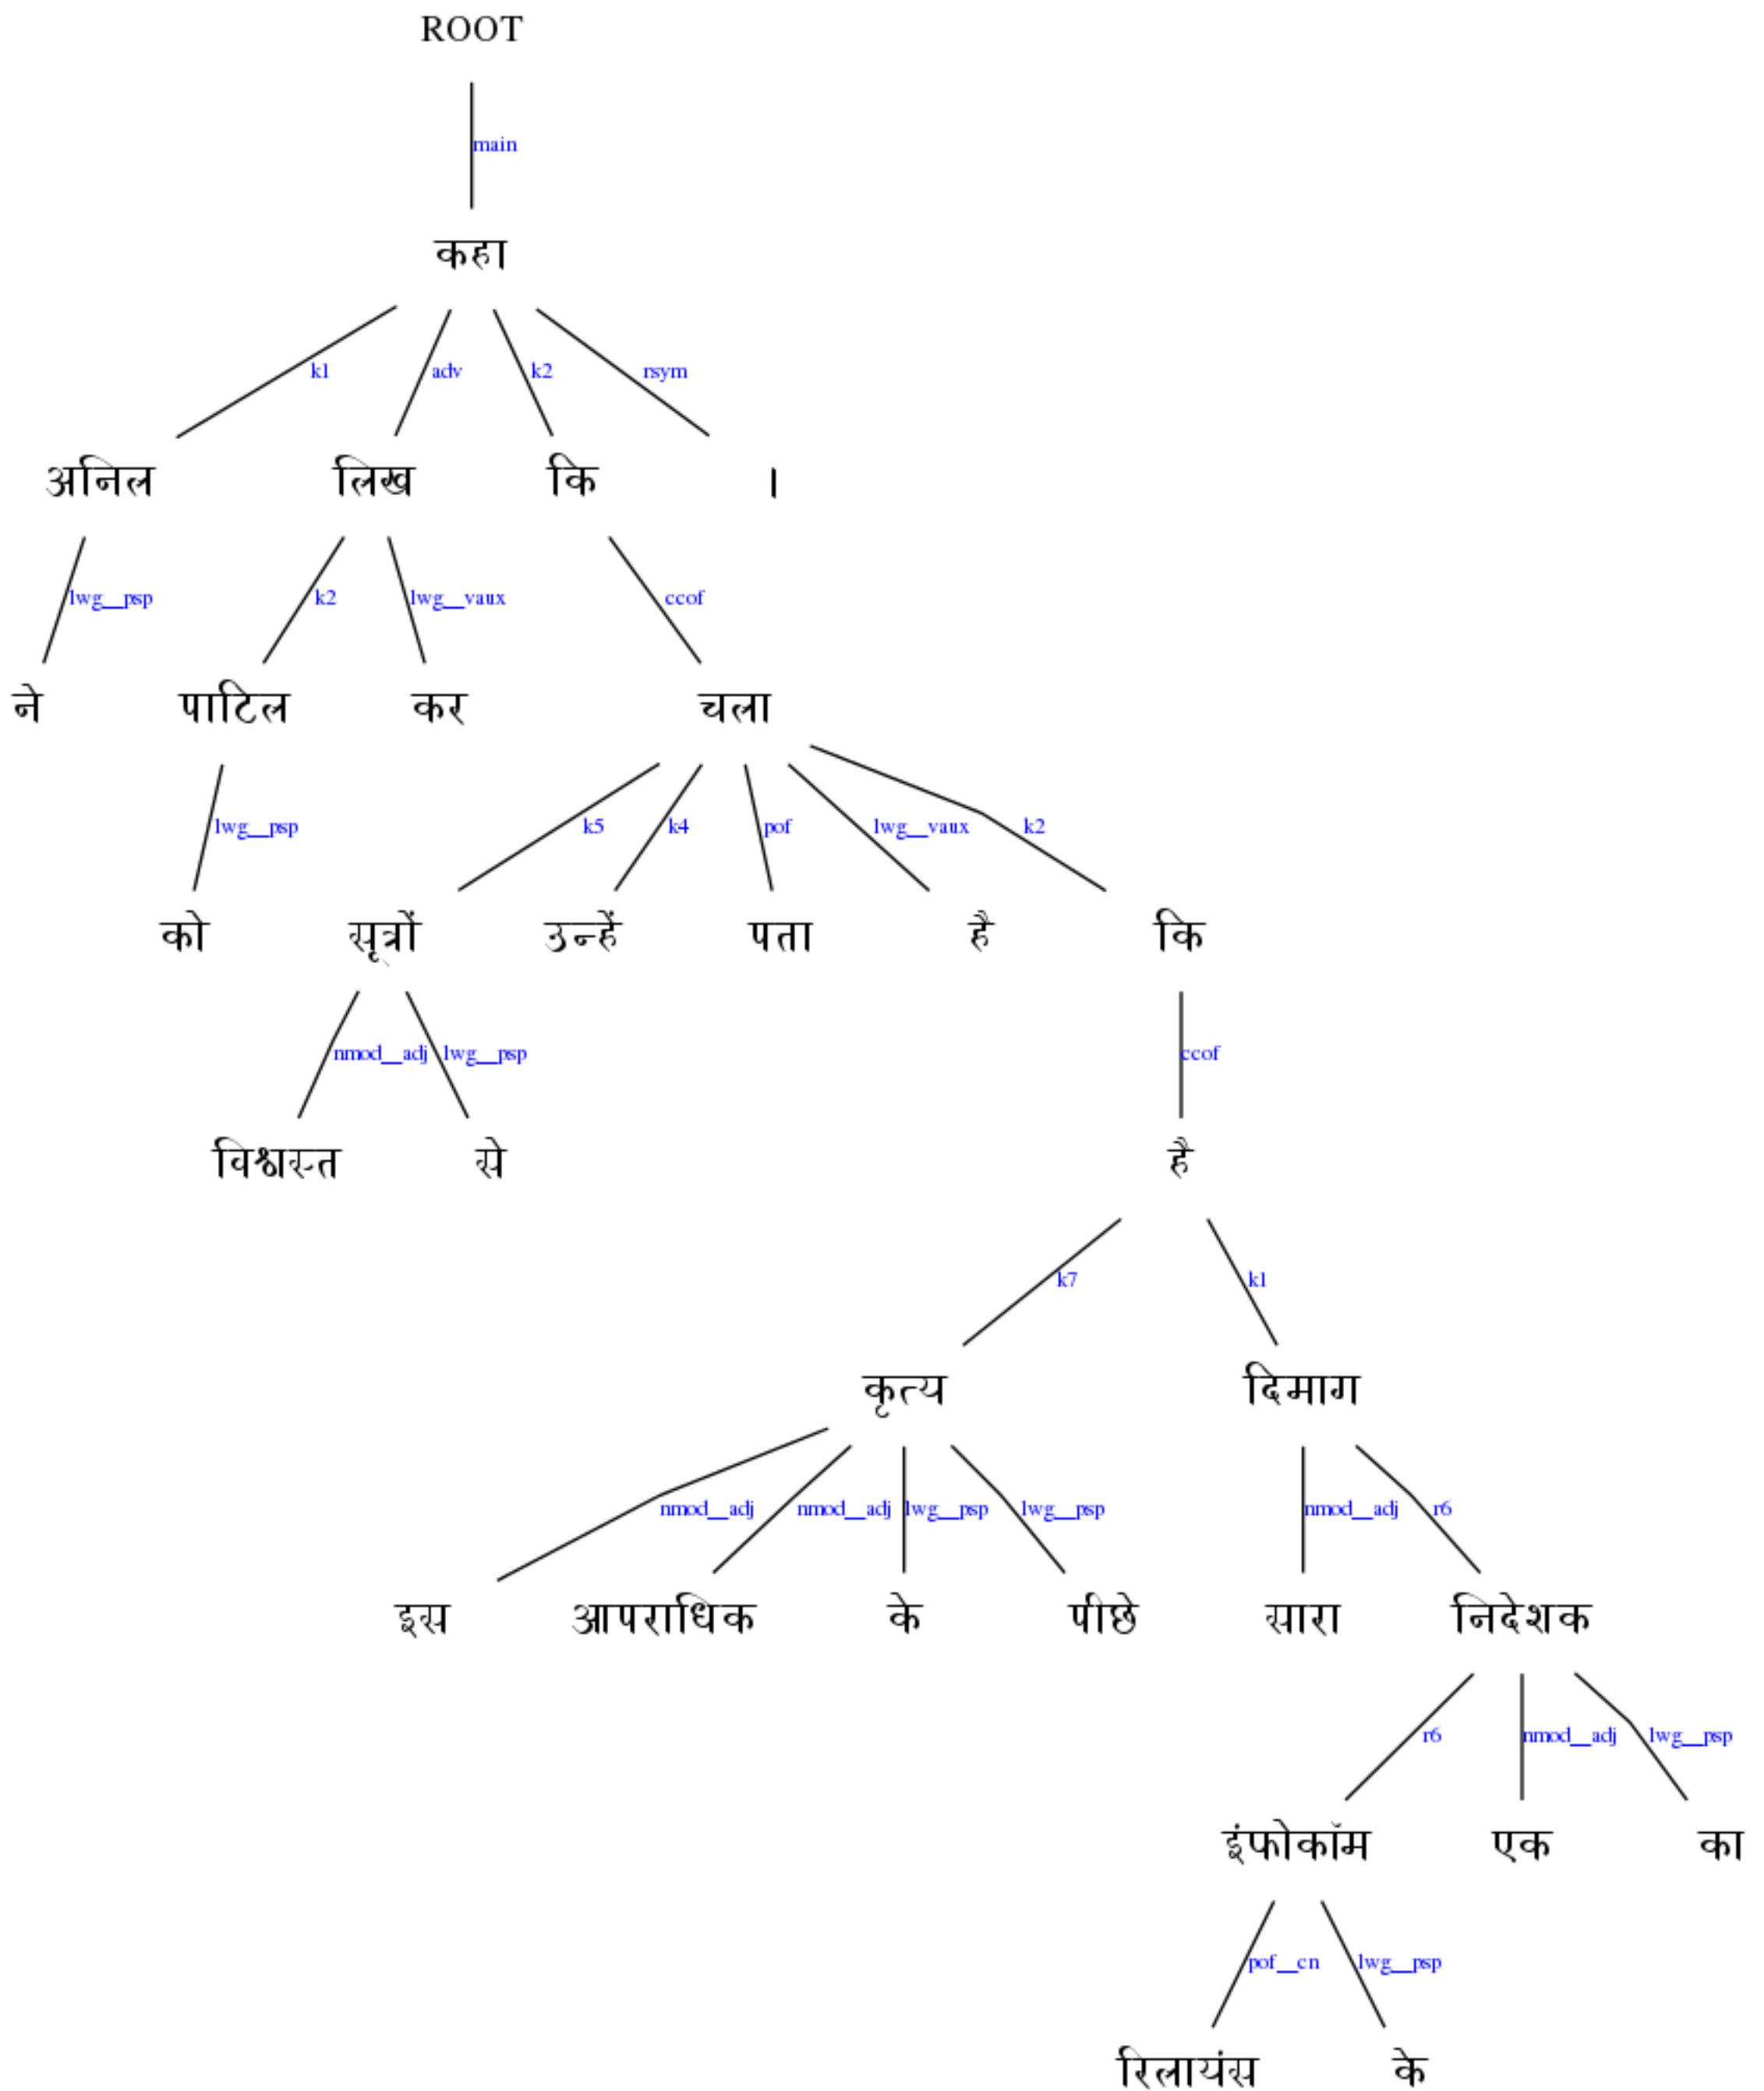 ROOT
main
कहा
k1 adv k2 rsym
अनिल लिख कि ।
lwg__psp k2 lwg__vaux ccof
ने पाटिल कर चला
lwg__psp k5 k4 pof lwg__vaux k2
को सूत्रों उन्हें पता है कि
nmod__adj lwg__psp ccof
विश्वस्त से है
k7 k1
कृत्य दिमाग
nmod__adj nmod__adj lwg__psp lwg__psp nmod__adj r6
इस आपराधिक के पीछे सारा निदेशक
r6 nmod__adj lwg__psp
इंफोकॉम एक का
pof__cn lwg__psp
रिलायंस के